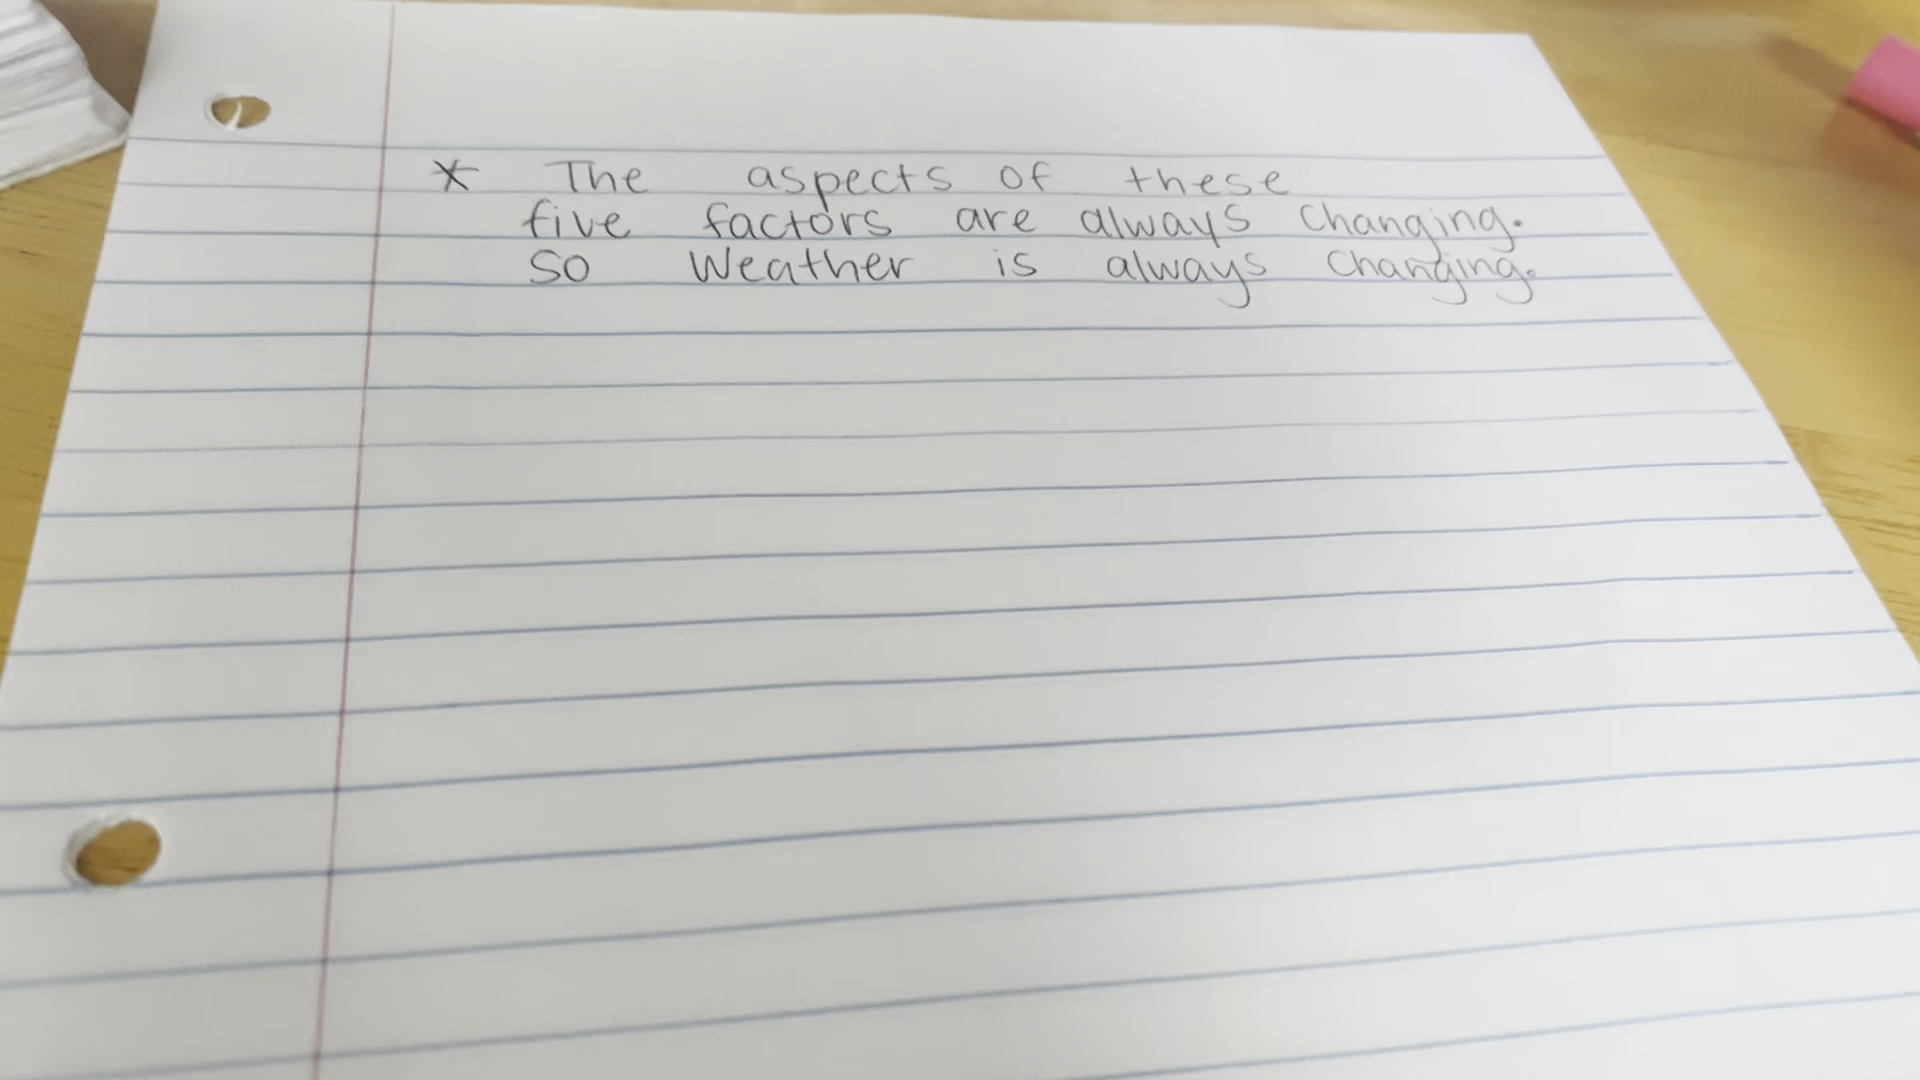 * The aspects of these
five factors are always changing.
So Weather is always changing.